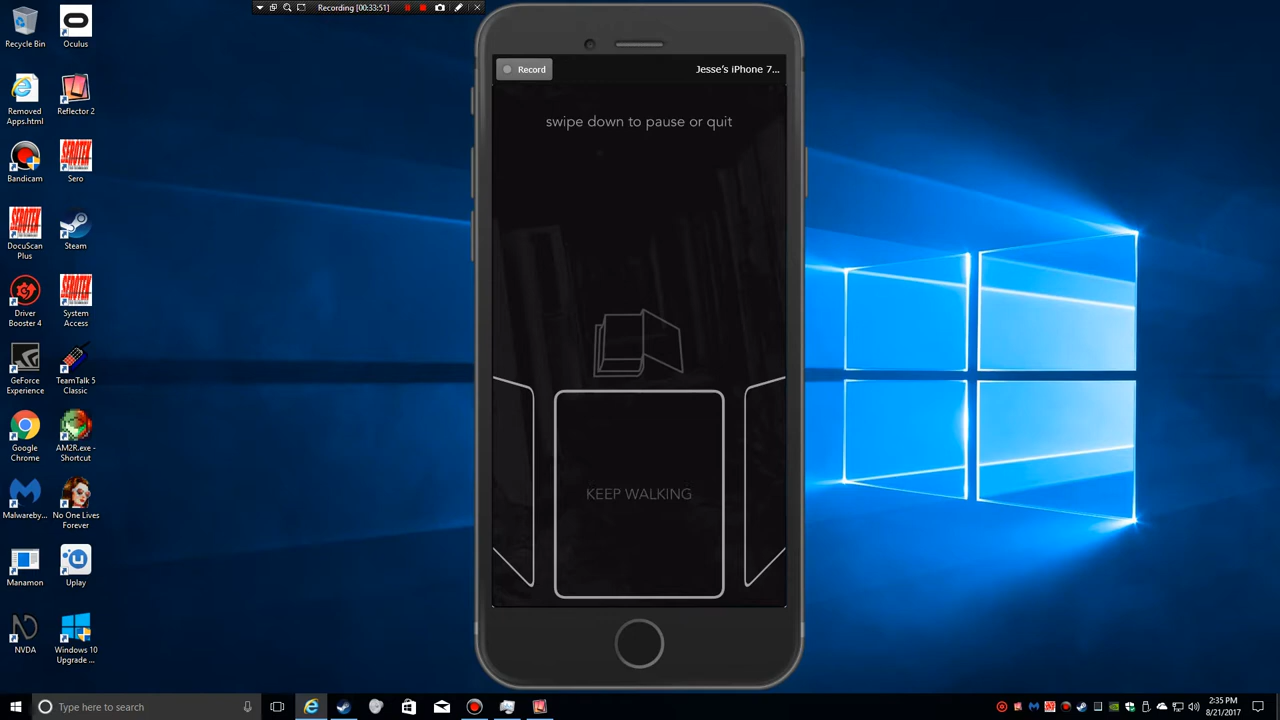 Recording [00:33:51]
Recycle Bin
Oculus
Removed
Apps.html
Reflector 2
Bandicam
SEROTEK
Sero
SEROTEK
DocuScan
Plus
Steam
Driver
Booster 4
SEROTEK
System
Access
GeForce
Experience
TeamTalk 5
Classic
Google
Chrome
AM2R.exe -
Shortcut
Malwareby...
No One Lives
Forever
Manamon
Uplay
NVDA
Windows 10
Upgrade ...
Record
Jesse's iPhone 7...
swipe down to pause or quit
KEEP WALKING
Type here to search
2:35 PM
8/21/2017